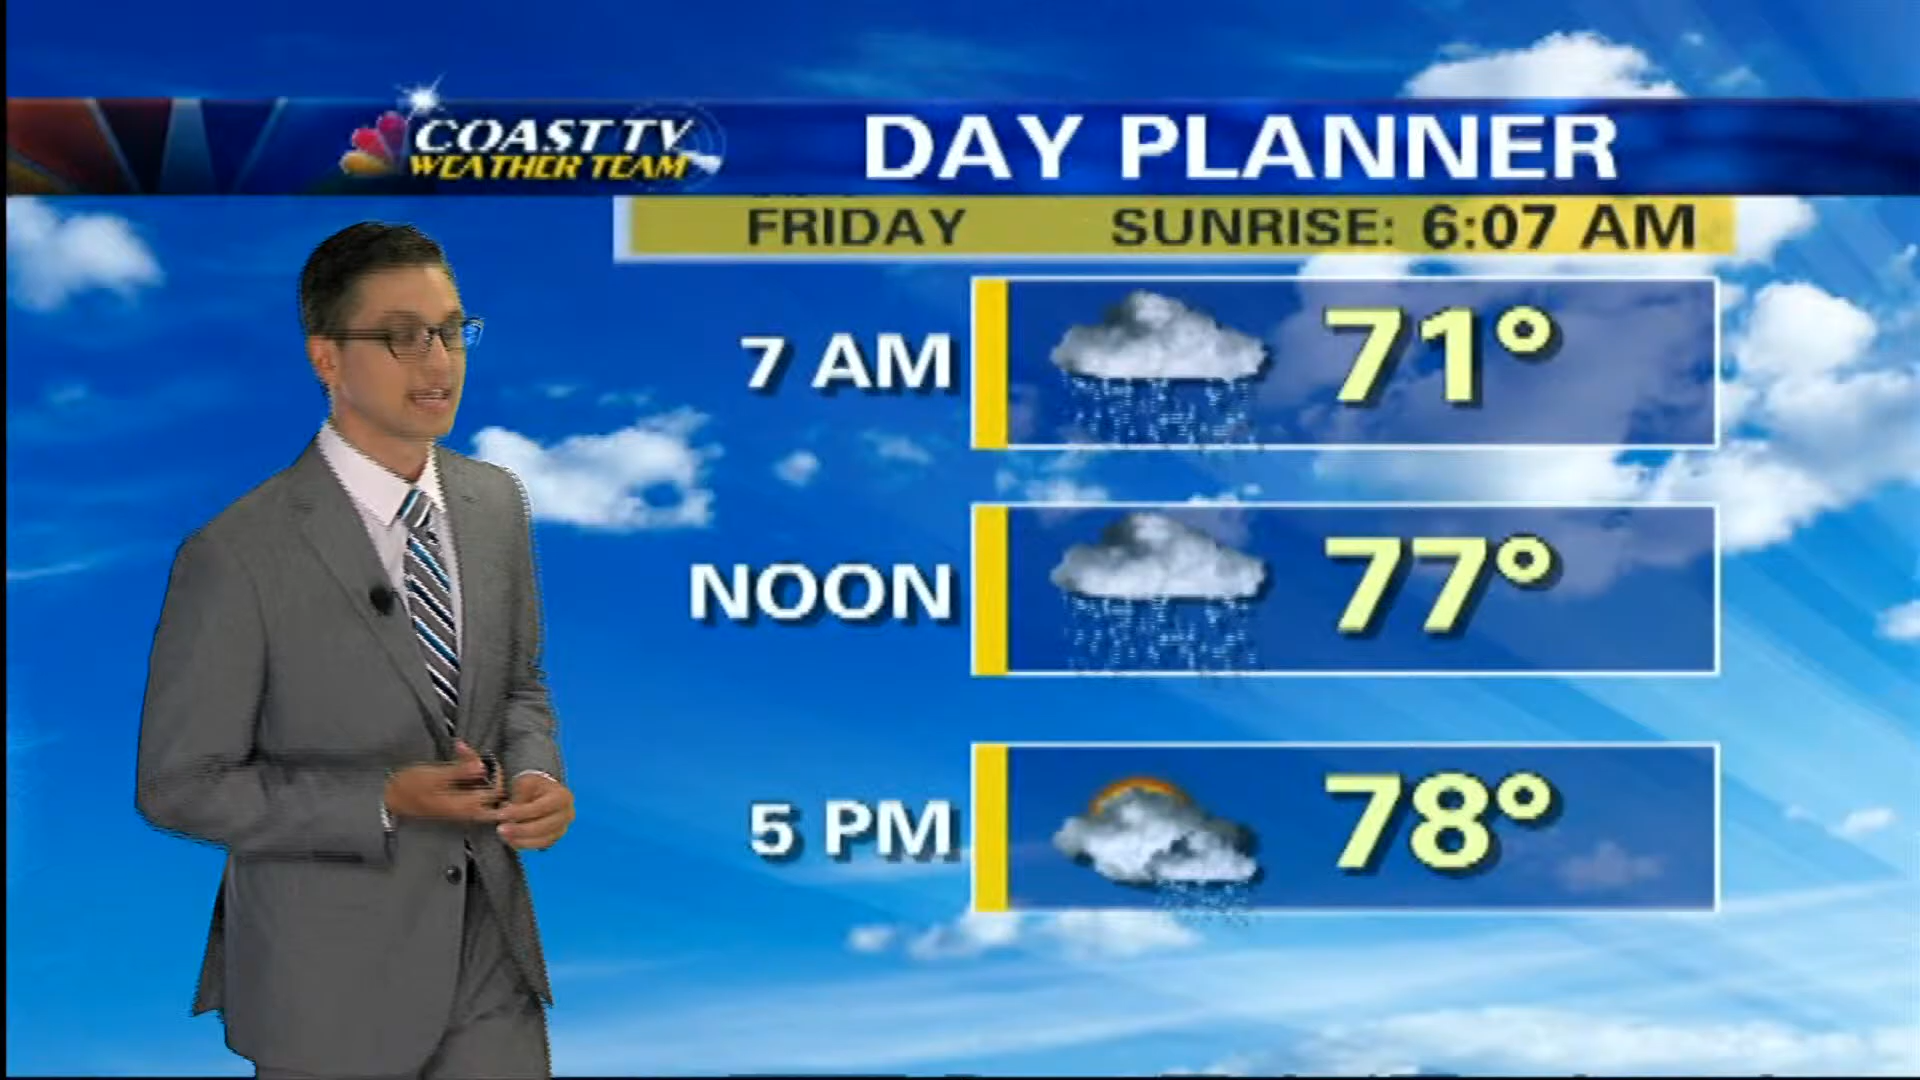 COAST TV
WEATHER TEAM
DAY PLANNER
FRIDAY SUNRISE: 6:07 AM
7 AM 71°
NOON 77°
5 PM 78°